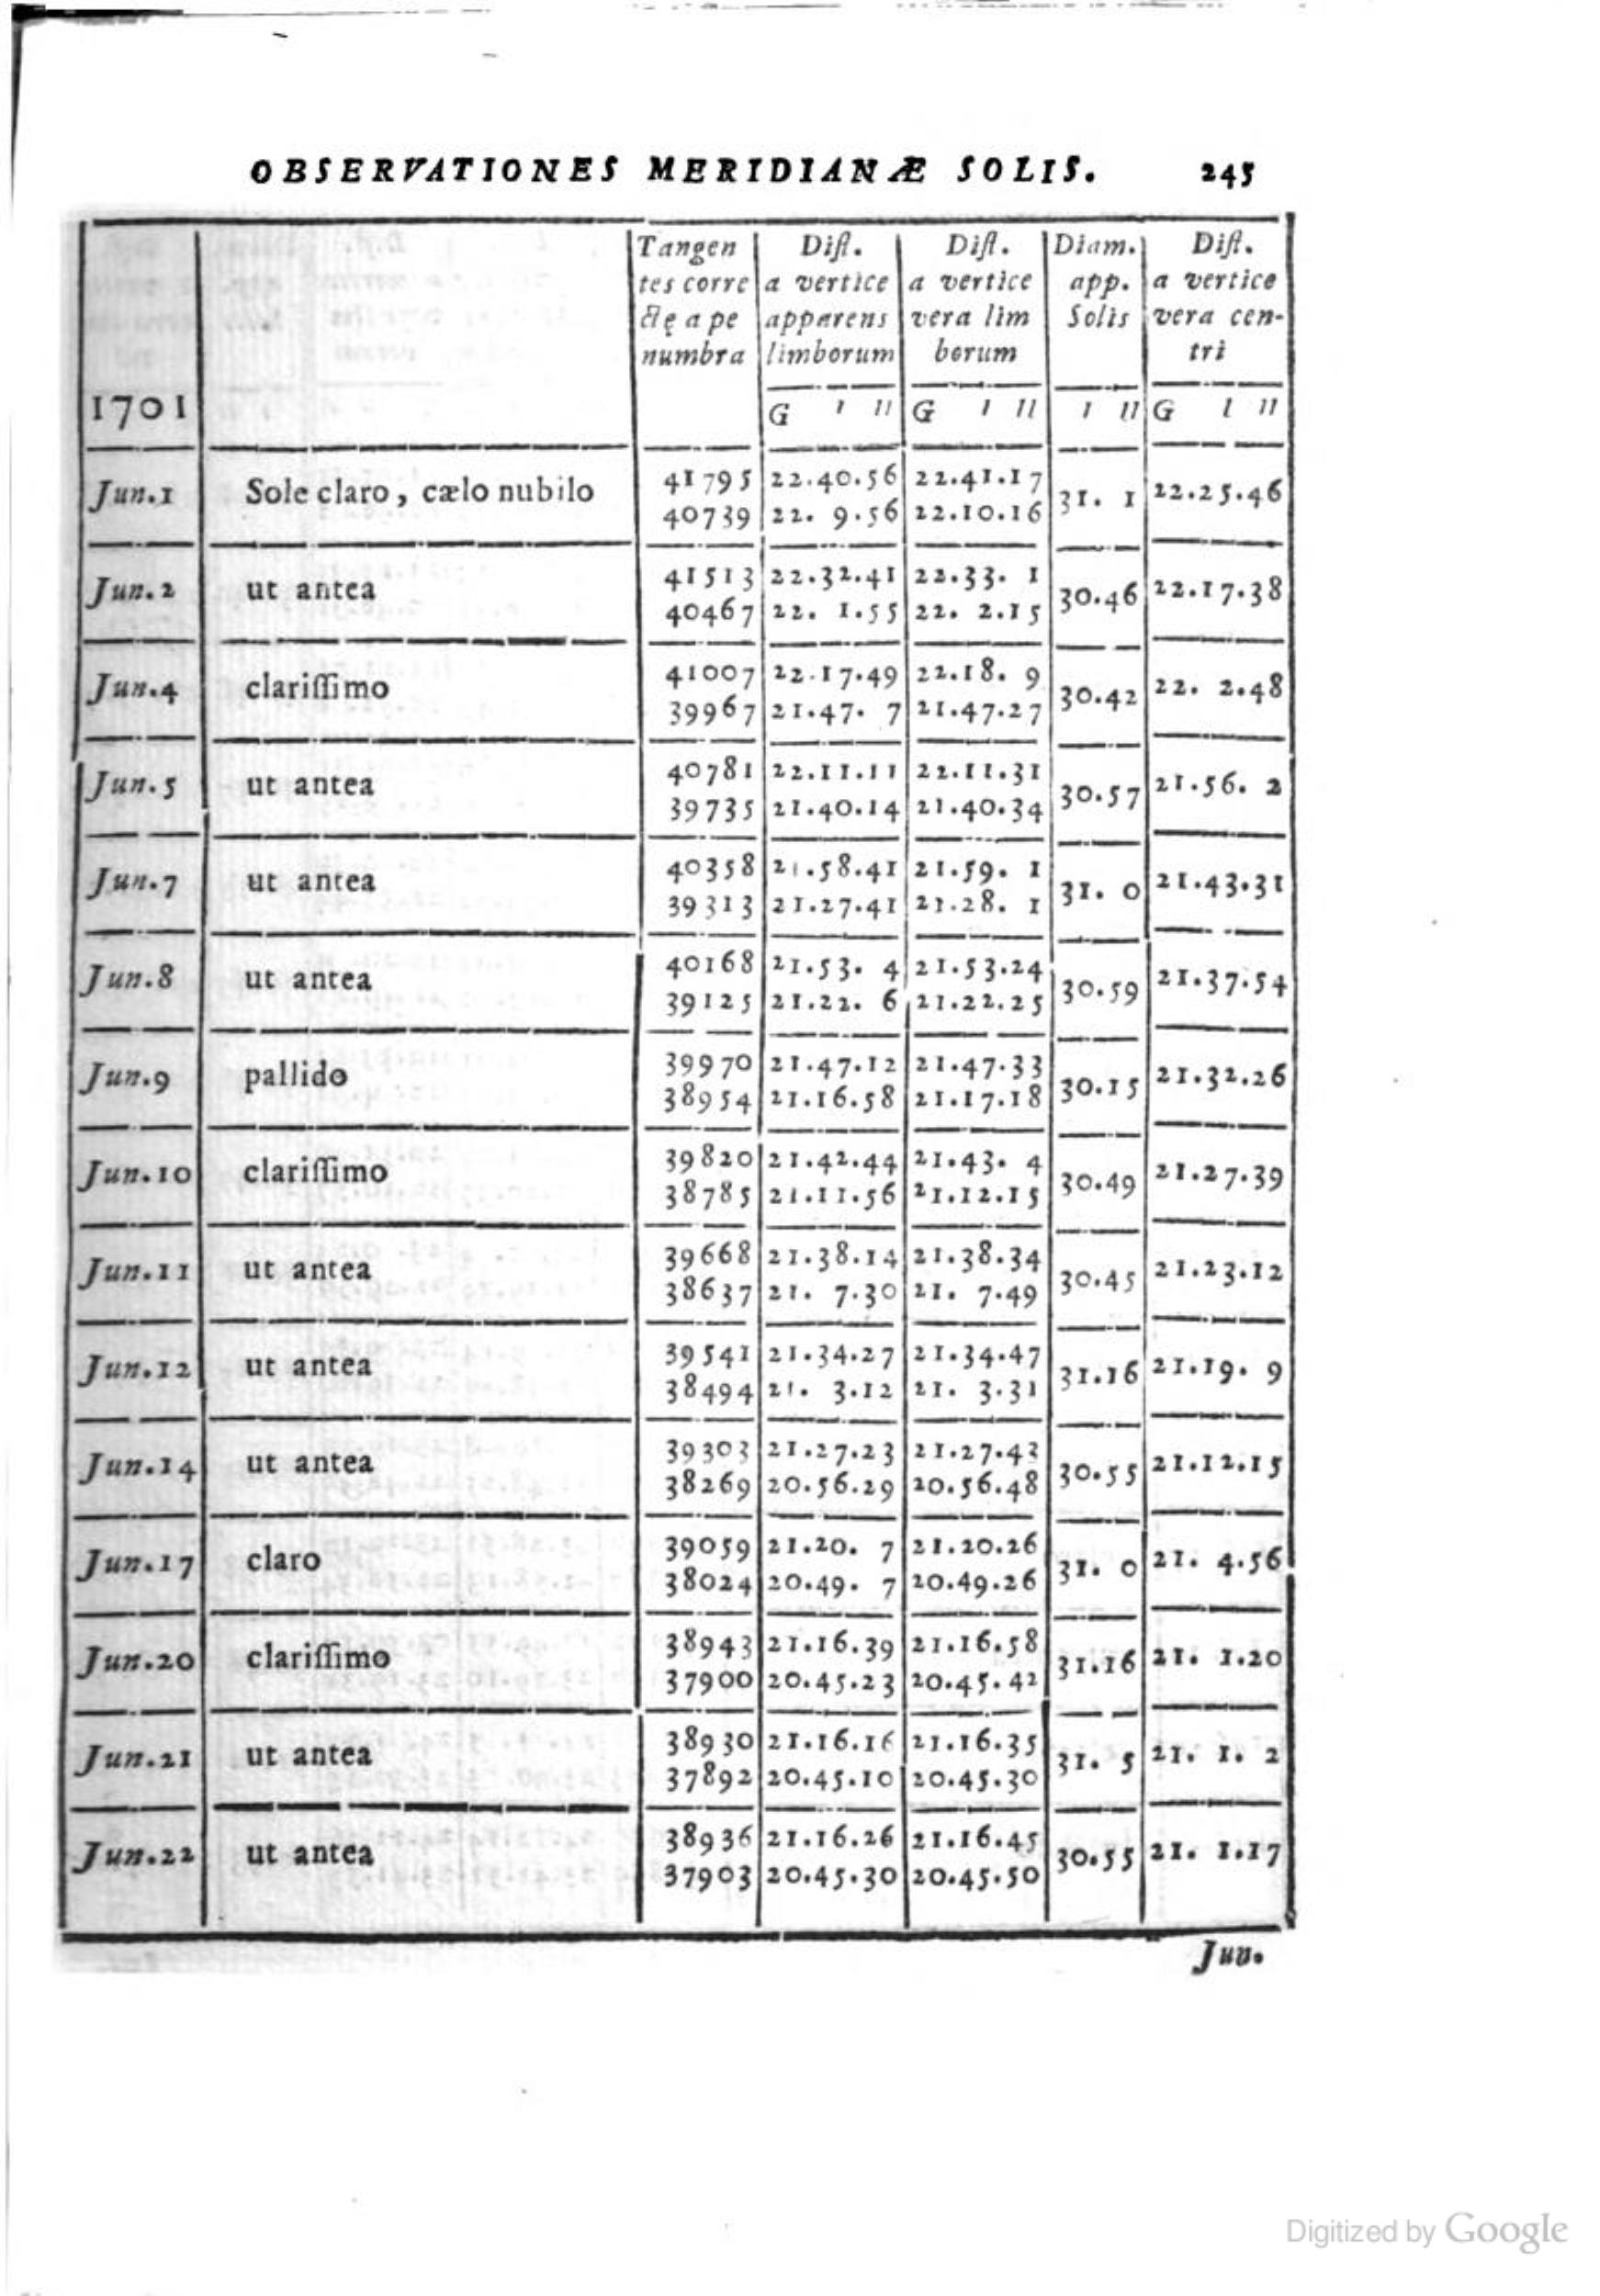 OBSERVATIONES MERIDIANÆ SOLIS. 245
Tangen Diſt. Diſt. Diam. Diſt.
tes corre a vertice a vertice app. a vertice
ctę a pe apparens vera lim Solis vera cen-
numbra limborum borum tri
1701 G I II G I II I II G I II
41795 22.40.56 22.41.17
Jun.1 Sole claro, cælo nubilo 31. 1 22.25.46
40739 22. 9.56 22.10.16
41513 22.32.41 22.33. 1
Jun.2 ut antea 30.46 22.17.38
40467 22. 1.55 22. 2.15
41007 22.17.49 22.18. 9
Jun.4 clariſſimo 30.42 22. 2.48
39967 21.47. 7 21.47.27
40781 22.11.11 22.11.31
Jun.5 ut antea 30.57 21.56. 2
39735 21.40.14 21.40.34
40358 21.58.41 21.59. 1
Jun.7 ut antea 31. 0 21.43.31
39313 21.27.41 21.28. 1
40168 21.53. 4 21.53.24
Jun.8 ut antea 30.59 21.37.54
39125 21.22. 6 21.22.25
39970 21.47.12 21.47.33
Jun.9 pallido 30.15 21.32.26
38954 21.16.58 21.17.18
39820 21.42.44 21.43. 4
Jun.10 clariſſimo 30.49 21.27.39
38785 21.11.56 21.12.15
39668 21.38.14 21.38.34
Jun.11 ut antea 30.45 21.23.12
38637 21. 7.30 21. 7.49
39541 21.34.27 21.34.47
Jun.12 ut antea 31.16 21.19. 9
38494 21. 3.12 21. 3.31
39303 21.27.23 21.27.43
Jun.14 ut antea 30.55 21.12.15
38269 20.56.29 20.56.48
39059 21.20. 7 21.20.26
Jun.17 claro 31. 0 21. 4.56
38024 20.49. 7 20.49.26
38943 21.16.39 21.16.58
Jun.20 clariſſimo 31.16 21. 1.20
37900 20.45.23 20.45.42
38930 21.16.16 21.16.35
Jun.21 ut antea 31. 5 21. 1. 2
37892 20.45.10 20.45.30
38936 21.16.26 21.16.45
Jun.22 ut antea 30.55 21. 1.17
37903 20.45.30 20.45.50
Jun.
Digitized by Google